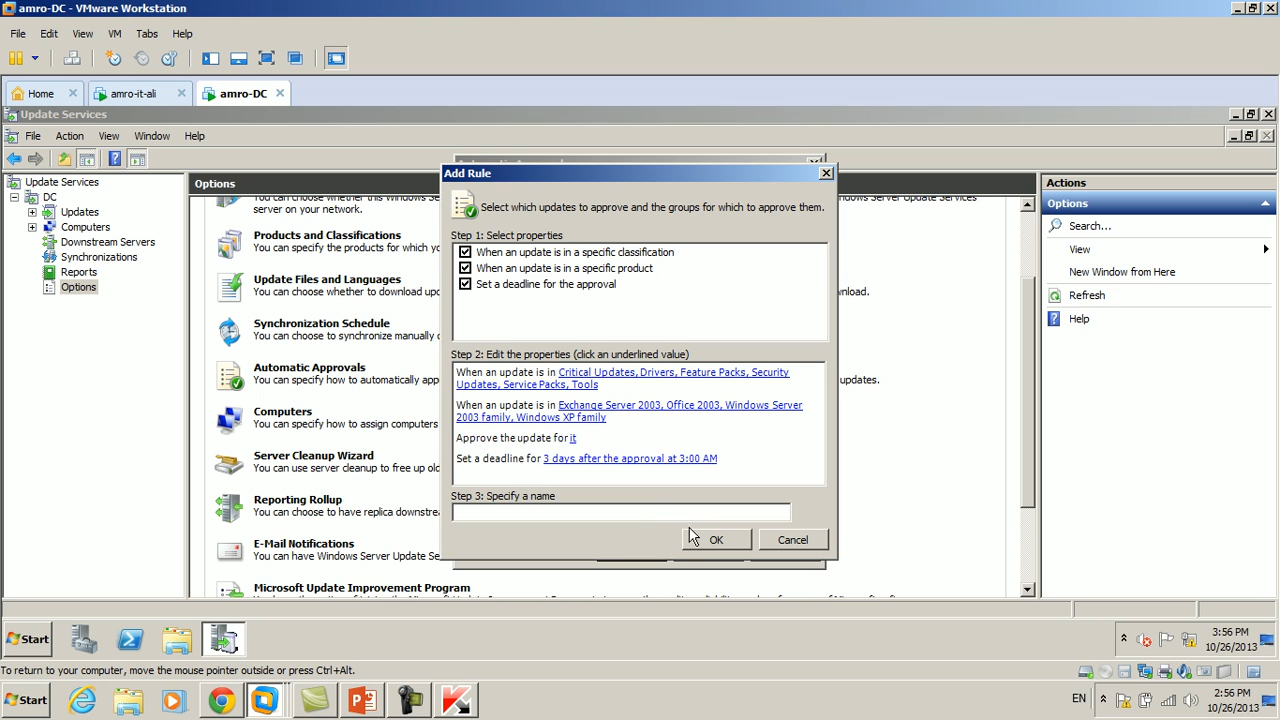 amro-DC - VMware Workstation
File Edit View VM Tabs Help
Home amro-it-ali amro-DC
Update Services
File Action View Window Help
Update Services
DC
Updates
Computers
Downstream Servers
Synchronizations
Reports
Options
Options
server on your network.
Products and Classifications
You can specify the products for which y
Update Files and Languages
You can choose whether to download upd
wnload.
Synchronization Schedule
You can choose to synchronize manually o
Automatic Approvals
You can specify how to automatically app
updates.
Computers
You can specify how to assign computers
Server Cleanup Wizard
You can use server cleanup to free up old
Reporting Rollup
You can choose to have replica downstre
E-Mail Notifications
You can have Windows Server Update Se
Microsoft Update Improvement Program
Add Rule
Select which updates to approve and the groups for which to approve them.
Step 1: Select properties
When an update is in a specific classification
When an update is in a specific product
Set a deadline for the approval
Step 2: Edit the properties (click an underlined value)
When an update is in Critical Updates, Drivers, Feature Packs, Security
Updates, Service Packs, Tools
When an update is in Exchange Server 2003, Office 2003, Windows Server
2003 family, Windows XP family
Approve the update for it
Set a deadline for 3 days after the approval at 3:00 AM
Step 3: Specify a name
OK Cancel
Actions
Options
Search...
View
New Window from Here
Refresh
Help
Start
3:56 PM
10/26/2013
To return to your computer, move the mouse pointer outside or press Ctrl+Alt.
Start
EN
2:56 PM
10/26/2013